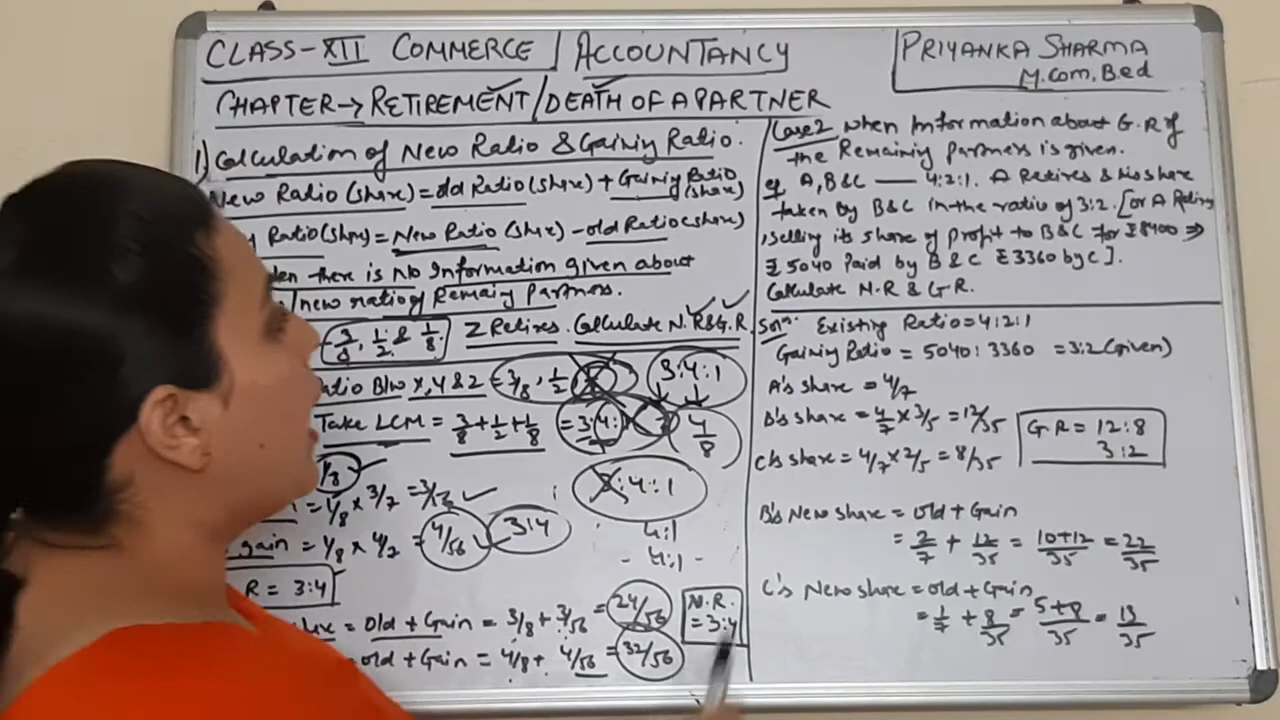 CLASS-XII COMMERCE / ACCOUNTANCY
PRIYANKA SHARMA
M.Com, B.ed
CHAPTER → RETIREMENT / DEATH OF A PARTNER
1) Calculation of New Ratio & Gaining Ratio.
New Ratio (share) = old Ratio (share) + Gaining Ratio (share)
Ratio (share) = New Ratio (share) - old Ratio (share)
there is No Information given about
/ new ratio of Remaing Partners.
3/8, 1/2 & 1/8. Z Retires. Calculate N.R & G.R.
Ratio B/w X, Y & Z = 3/8, 1/2
3:4:1
Take LCM = 3/8 + 1/2 + 1/8 = 3:4:
4/8
1/8
3:4:1
= 1/8 × 3/7 =
4:1
gain = 1/8 × 4/7 = 4/56
3:4
- 4:1 -
R = 3:4
= Old + Gain = 3/8 + 3/56 = 24/56
= old + Gain = 4/8 + 4/56 = 32/56
N.R. = 3:4
Case 2 When Information about G.R of
the Remaining Partners is given.
eg A, B & C — 4:2:1. A Retires & his share
taken by B & C in the ratio of 3:2. [or A
selling its share of profit to B & C for ₹8400 ⇒
₹ 5040 Paid by B & ₹ 3360 by C].
Calculate N.R & G.R.
Soln: Existing Ratio = 4:2:1
Gaining Ratio = 5040 : 3360 = 3:2 (given)
A's share = 4/7
B's share = 4/7 × 3/5 = 12/35
C's share = 4/7 × 2/5 = 8/35
G R = 12:8
3:2
B's New share = old + Gain
= 2/7 + 12/35 = 10+12/35 = 22/35
C's New share = old + Gain
= 1/7 + 8/35 = 5+8/35 = 13/35